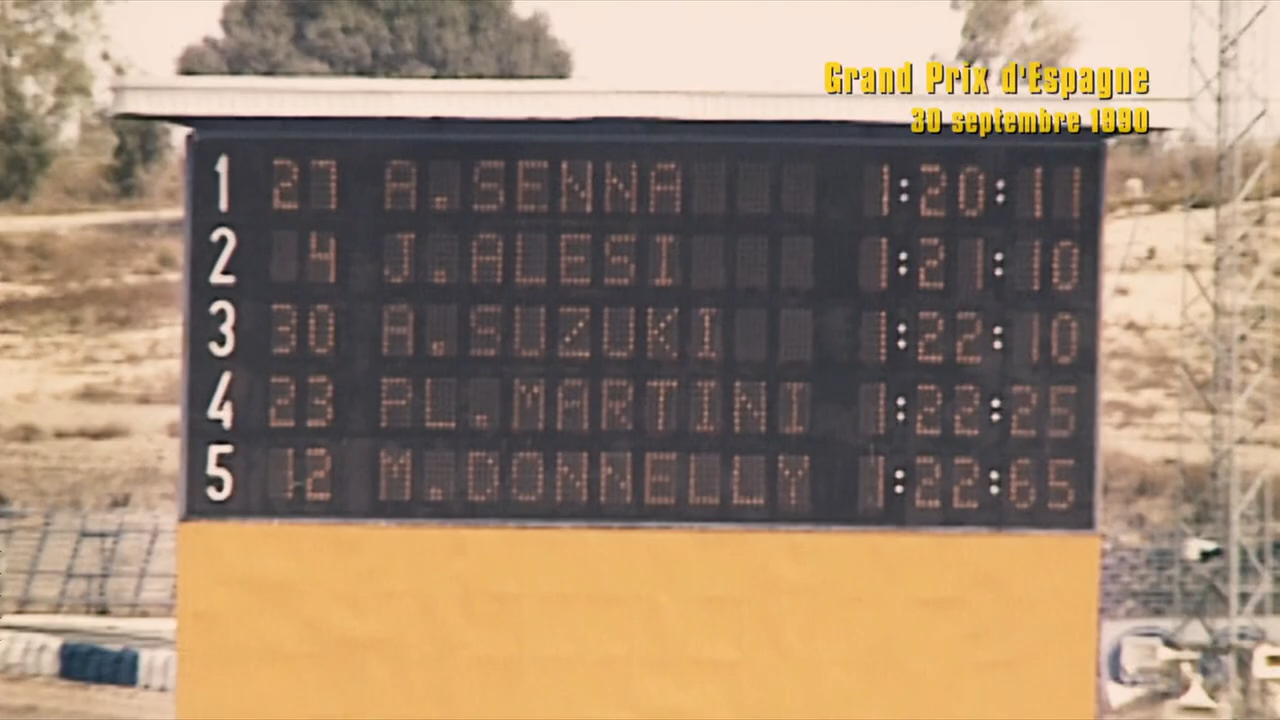 Grand Prix d'Espagne
30 septembre 1990
1 27 A.SENNA 1:20:11
2 4 J.ALESI 1:21:10
3 30 A.SUZUKI 1:22:10
4 23 PL.MARTINI 1:22:25
5 12 M.DONNELLY 1:22:65